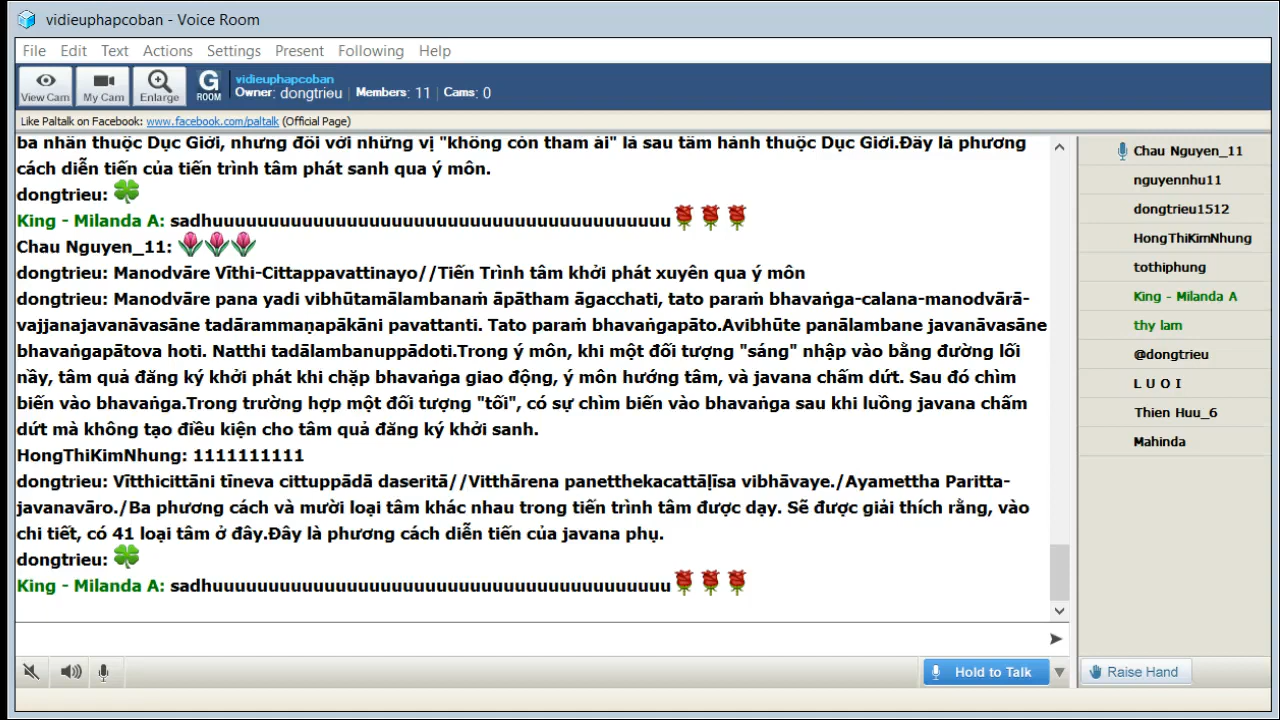 vidieuphapcoban - Voice Room
File Edit Text Actions Settings Present Following Help
View Cam My Cam Enlarge G ROOM vidieuphapcoban
Owner: dongtrieu Members: 11 Cams: 0
Like Paltalk on Facebook: www.facebook.com/paltalk (Official Page)
ba nhân thuộc Dục Giới, nhưng đối với những vị "không còn tham ái" là sau tâm hành thuộc Dục Giới.Đây là phương
cách diễn tiến của tiến trình tâm phát sanh qua ý môn.
dongtrieu:
King - Milanda A: sadhuuuuuuuuuuuuuuuuuuuuuuuuuuuuuuuuuuuuuuuuu
Chau Nguyen_11:
dongtrieu: Manodvāre Vīthi-Cittappavattinayo//Tiến Trình tâm khởi phát xuyên qua ý môn
dongtrieu: Manodvāre pana yadi vibhūtamālambanaṁ āpātham āgacchati, tato paraṁ bhavaṅga-calana-manodvārā-
vajjanajavanāvasāne tadārammaṇapākāni pavattanti. Tato paraṁ bhavaṅgapāto.Avibhūte panālambane javanāvasāne
bhavaṅgapātova hoti. Natthi tadālambanuppādoti.Trong ý môn, khi một đối tượng "sáng" nhập vào bằng đường lối
nầy, tâm quả đăng ký khởi phát khi chặp bhavaṅga giao động, ý môn hướng tâm, và javana chấm dứt. Sau đó chìm
biến vào bhavaṅga.Trong trường hợp một đối tượng "tối", có sự chìm biến vào bhavaṅga sau khi luồng javana chấm
dứt mà không tạo điều kiện cho tâm quả đăng ký khởi sanh.
HongThiKimNhung: 1111111111
dongtrieu: Vītthicittāni tīneva cittuppādā daseritā//Vitthārena panetthekacattāḷīsa vibhāvaye./Ayamettha Paritta-
javanavāro./Ba phương cách và mười loại tâm khác nhau trong tiến trình tâm được dạy. Sẽ được giải thích rằng, vào
chi tiết, có 41 loại tâm ở đây.Đây là phương cách diễn tiến của javana phụ.
dongtrieu:
King - Milanda A: sadhuuuuuuuuuuuuuuuuuuuuuuuuuuuuuuuuuuuuuuuuu
Chau Nguyen_11
nguyennhu11
dongtrieu1512
HongThiKimNhung
tothiphung
King - Milanda A
thy lam
@dongtrieu
L U O I
Thien Huu_6
Mahinda
Hold to Talk
Raise Hand